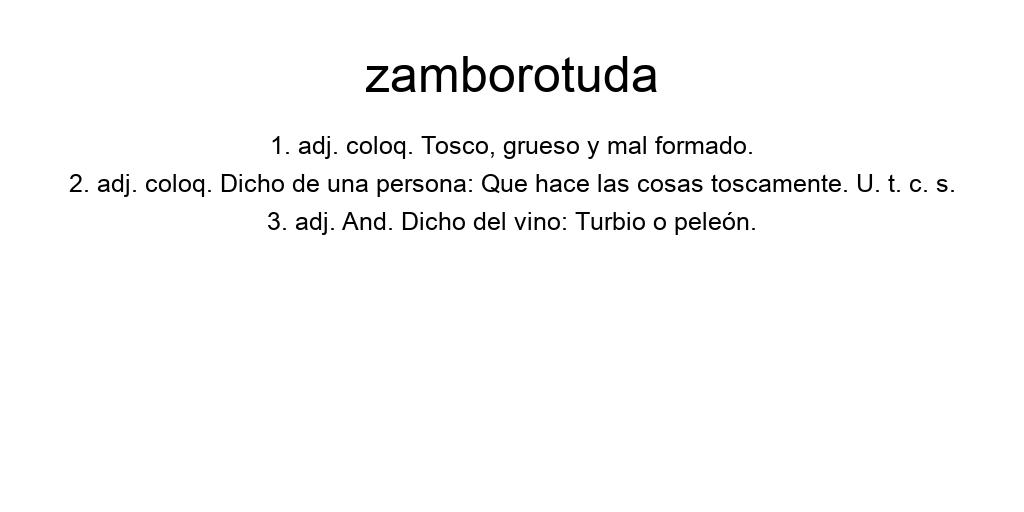 zamborotuda
1. adj. coloq. Tosco, grueso y mal formado.
2. adj. coloq. Dicho de una persona: Que hace las cosas toscamente. U. t. c. s.
3. adj. And. Dicho del vino: Turbio o peleón.